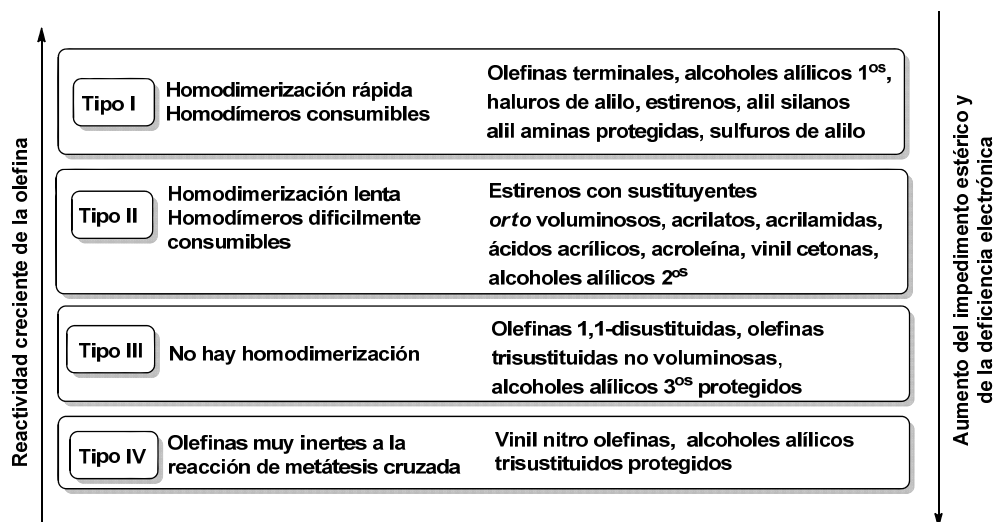 Reactividad creciente de la olefina
Tipo I
Homodimerización rápida
Homodímeros consumibles
Olefinas terminales, alcoholes alílicos 1os,
haluros de alilo, estirenos, alil silanos
alil aminas protegidas, sulfuros de alilo
Tipo II
Homodimerización lenta
Homodímeros dificilmente
consumibles
Estirenos con sustituyentes
orto voluminosos, acrilatos, acrilamidas,
ácidos acrílicos, acroleína, vinil cetonas,
alcoholes alílicos 2os
Tipo III
No hay homodimerización
Olefinas 1,1-disustituidas, olefinas
trisustituidas no voluminosas,
alcoholes alílicos 3os protegidos
Tipo IV
Olefinas muy inertes a la
reacción de metátesis cruzada
Vinil nitro olefinas, alcoholes alílicos
trisustituidos protegidos
Aumento del impedimento estérico y
de la deficiencia electrónica